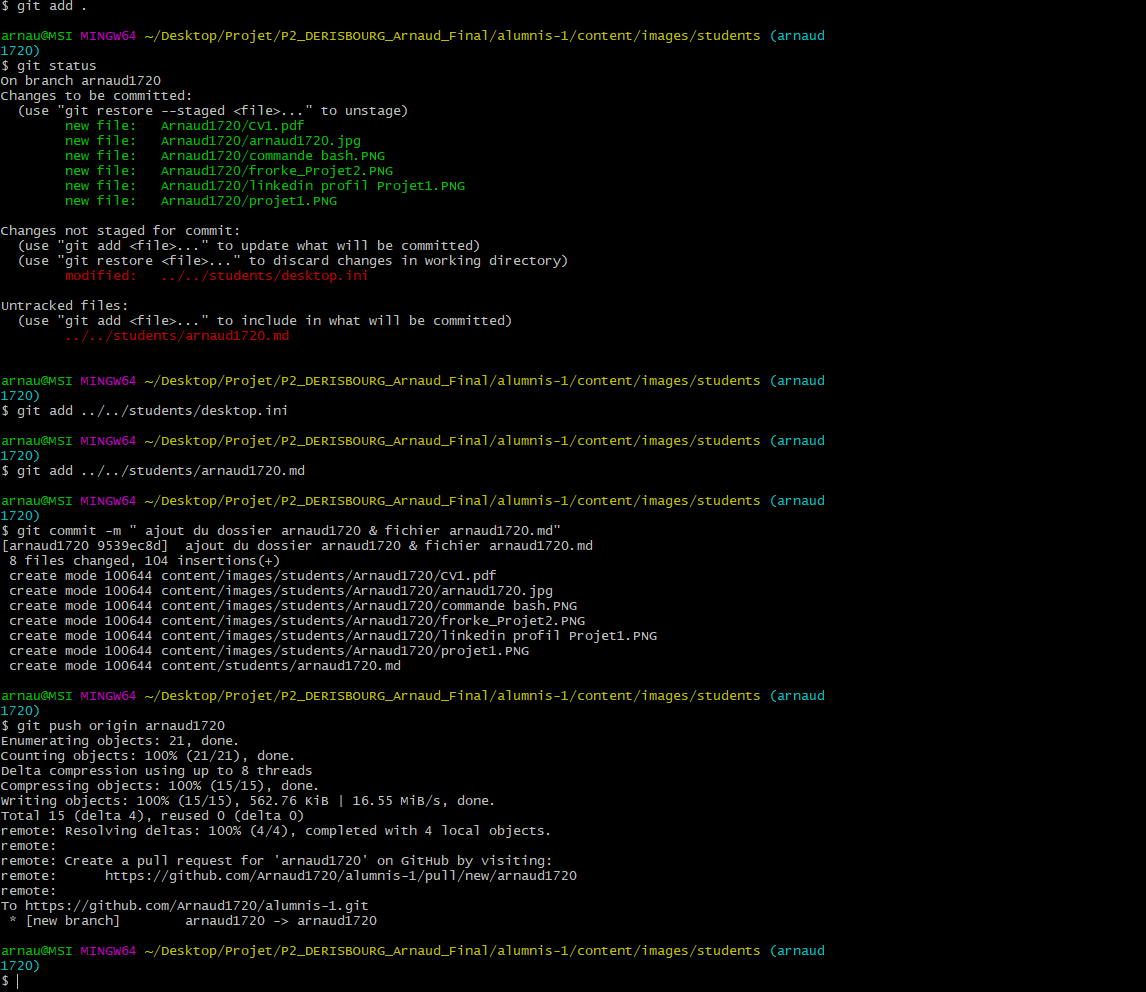 $ git add .
arnau@MSI MINGW64 ~/Desktop/Projet/P2_DERISBOURG_Arnaud_Final/alumnis-1/content/images/students (arnaud
1720)
$ git status
On branch arnaud1720
Changes to be committed:
  (use "git restore --staged <file>..." to unstage)
        new file:   Arnaud1720/CV1.pdf
        new file:   Arnaud1720/arnaud1720.jpg
        new file:   Arnaud1720/commande bash.PNG
        new file:   Arnaud1720/frorke_Projet2.PNG
        new file:   Arnaud1720/linkedin profil Projet1.PNG
        new file:   Arnaud1720/projet1.PNG
Changes not staged for commit:
  (use "git add <file>..." to update what will be committed)
  (use "git restore <file>..." to discard changes in working directory)
        modified:   ../../students/desktop.ini
Untracked files:
  (use "git add <file>..." to include in what will be committed)
        ../../students/arnaud1720.md
arnau@MSI MINGW64 ~/Desktop/Projet/P2_DERISBOURG_Arnaud_Final/alumnis-1/content/images/students (arnaud
1720)
$ git add ../../students/desktop.ini
arnau@MSI MINGW64 ~/Desktop/Projet/P2_DERISBOURG_Arnaud_Final/alumnis-1/content/images/students (arnaud
1720)
$ git add ../../students/arnaud1720.md
arnau@MSI MINGW64 ~/Desktop/Projet/P2_DERISBOURG_Arnaud_Final/alumnis-1/content/images/students (arnaud
1720)
$ git commit -m " ajout du dossier arnaud1720 & fichier arnaud1720.md"
[arnaud1720 9539ec8d]  ajout du dossier arnaud1720 & fichier arnaud1720.md
 8 files changed, 104 insertions(+)
 create mode 100644 content/images/students/Arnaud1720/CV1.pdf
 create mode 100644 content/images/students/Arnaud1720/arnaud1720.jpg
 create mode 100644 content/images/students/Arnaud1720/commande bash.PNG
 create mode 100644 content/images/students/Arnaud1720/frorke_Projet2.PNG
 create mode 100644 content/images/students/Arnaud1720/linkedin profil Projet1.PNG
 create mode 100644 content/images/students/Arnaud1720/projet1.PNG
 create mode 100644 content/students/arnaud1720.md
arnau@MSI MINGW64 ~/Desktop/Projet/P2_DERISBOURG_Arnaud_Final/alumnis-1/content/images/students (arnaud
1720)
$ git push origin arnaud1720
Enumerating objects: 21, done.
Counting objects: 100% (21/21), done.
Delta compression using up to 8 threads
Compressing objects: 100% (15/15), done.
Writing objects: 100% (15/15), 562.76 KiB | 16.55 MiB/s, done.
Total 15 (delta 4), reused 0 (delta 0)
remote: Resolving deltas: 100% (4/4), completed with 4 local objects.
remote:
remote: Create a pull request for 'arnaud1720' on GitHub by visiting:
remote:      https://github.com/Arnaud1720/alumnis-1/pull/new/arnaud1720
remote:
To https://github.com/Arnaud1720/alumnis-1.git
 * [new branch]        arnaud1720 -> arnaud1720
arnau@MSI MINGW64 ~/Desktop/Projet/P2_DERISBOURG_Arnaud_Final/alumnis-1/content/images/students (arnaud
1720)
$